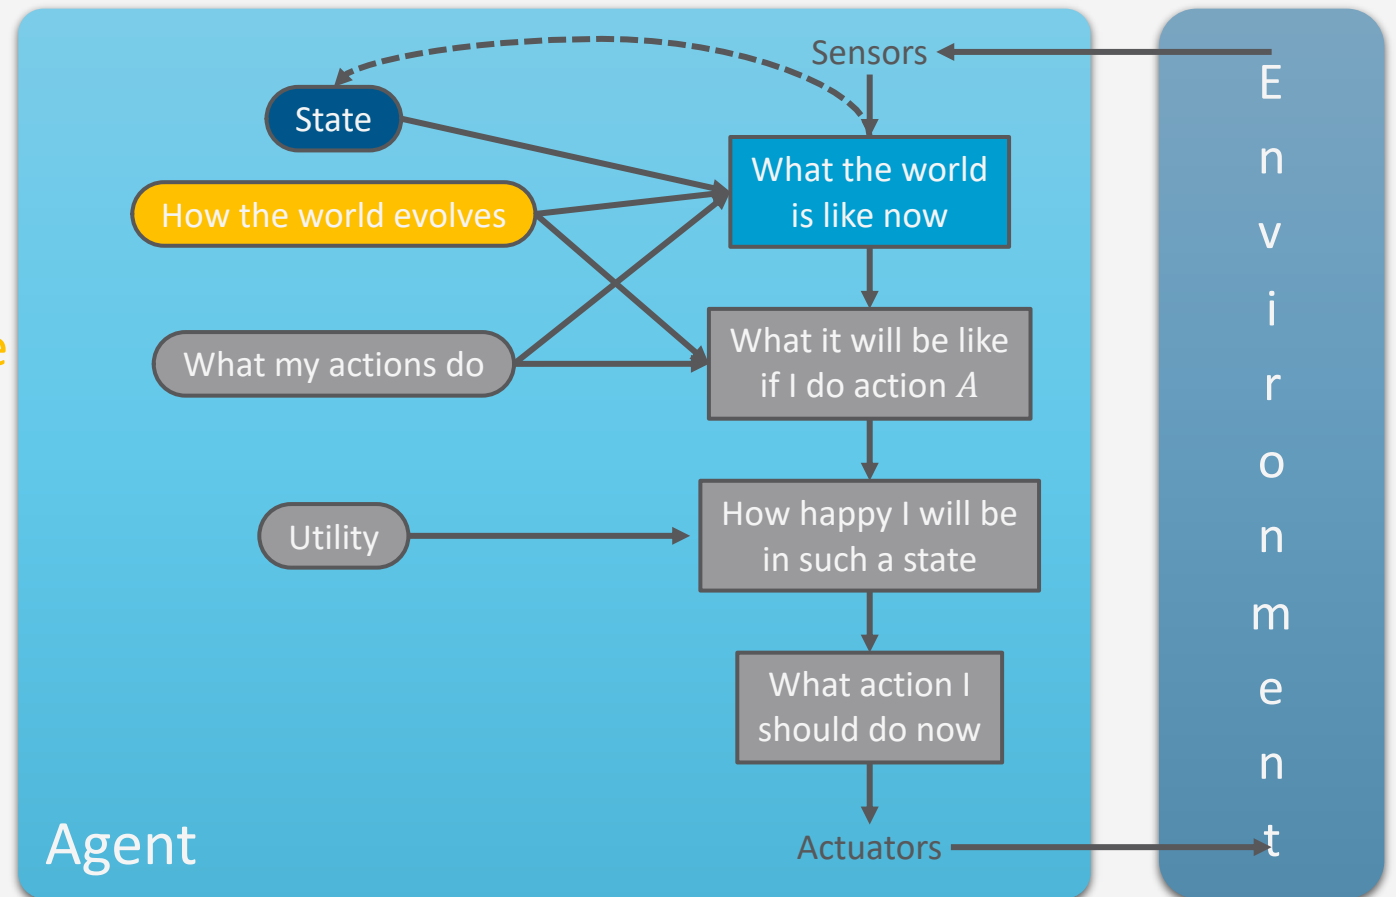 Sensors
State
What the world
is like now
How the world evolves
What my actions do
What it will be like
if I do action A
Utility
How happy I will be
in such a state
What action I
should do now
Actuators
Agent
E
n
v
i
r
o
n
m
e
n
t
e